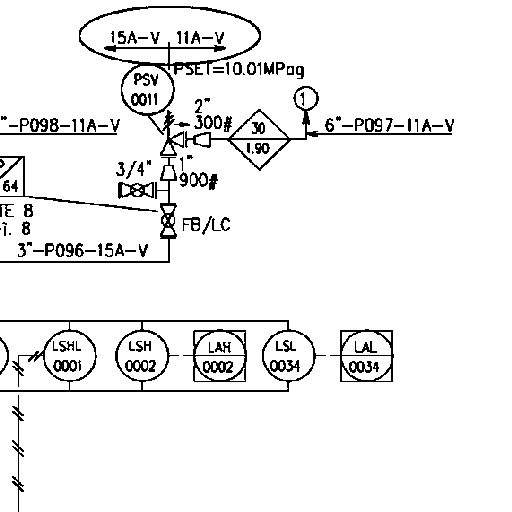 15A-V 11A-V
PSET=10.01MPag
PSV
0011
1
2"
300#
30
1.90
"-P098-11A-V
6"-P097-11A-V
3/4"
1"
900#
64
TE 8
T. 8
FB/LC
3"-P096-15A-V
LSHL
0001
LSH
0002
LAH
0002
LSL
0034
LAL
0034